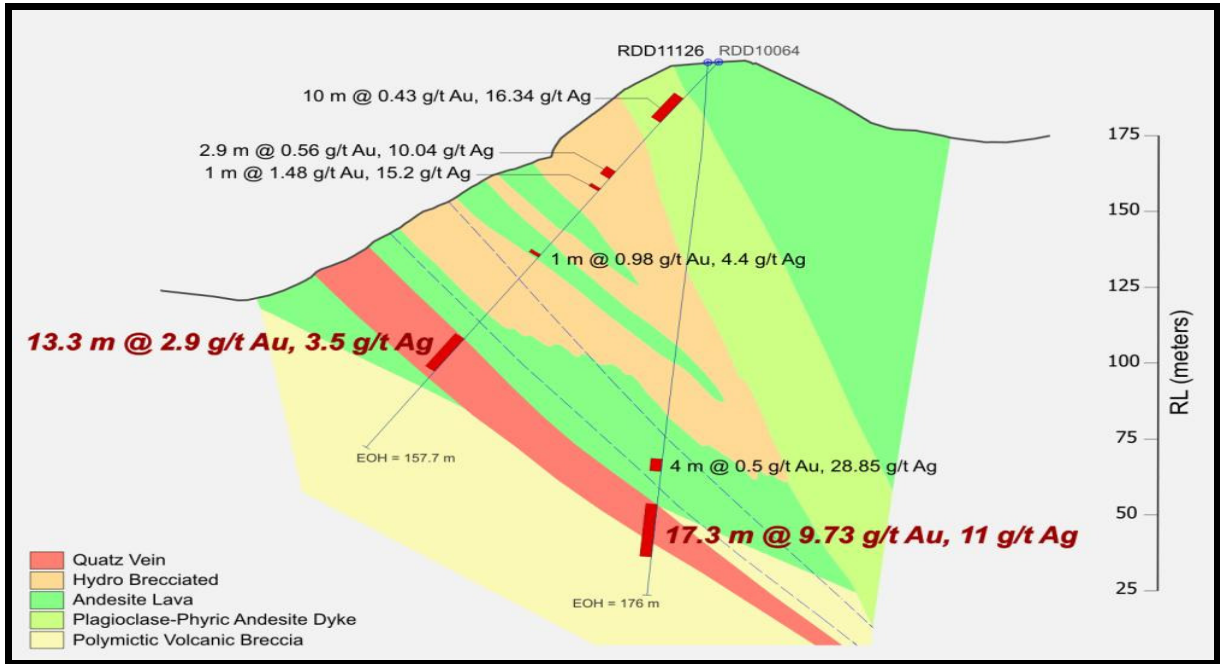 RDD11126 RDD10064
10 m @ 0.43 g/t Au, 16.34 g/t Ag
2.9 m @ 0.56 g/t Au, 10.04 g/t Ag
1 m @ 1.48 g/t Au, 15.2 g/t Ag
1 m @ 0.98 g/t Au, 4.4 g/t Ag
13.3 m @ 2.9 g/t Au, 3.5 g/t Ag
EOH = 157.7 m
4 m @ 0.5 g/t Au, 28.85 g/t Ag
17.3 m @ 9.73 g/t Au, 11 g/t Ag
EOH = 176 m
175
150
125
100
75
50
25
RL (meters)
Quatz Vein
Hydro Brecciated
Andesite Lava
Plagioclase-Phyric Andesite Dyke
Polymictic Volcanic Breccia